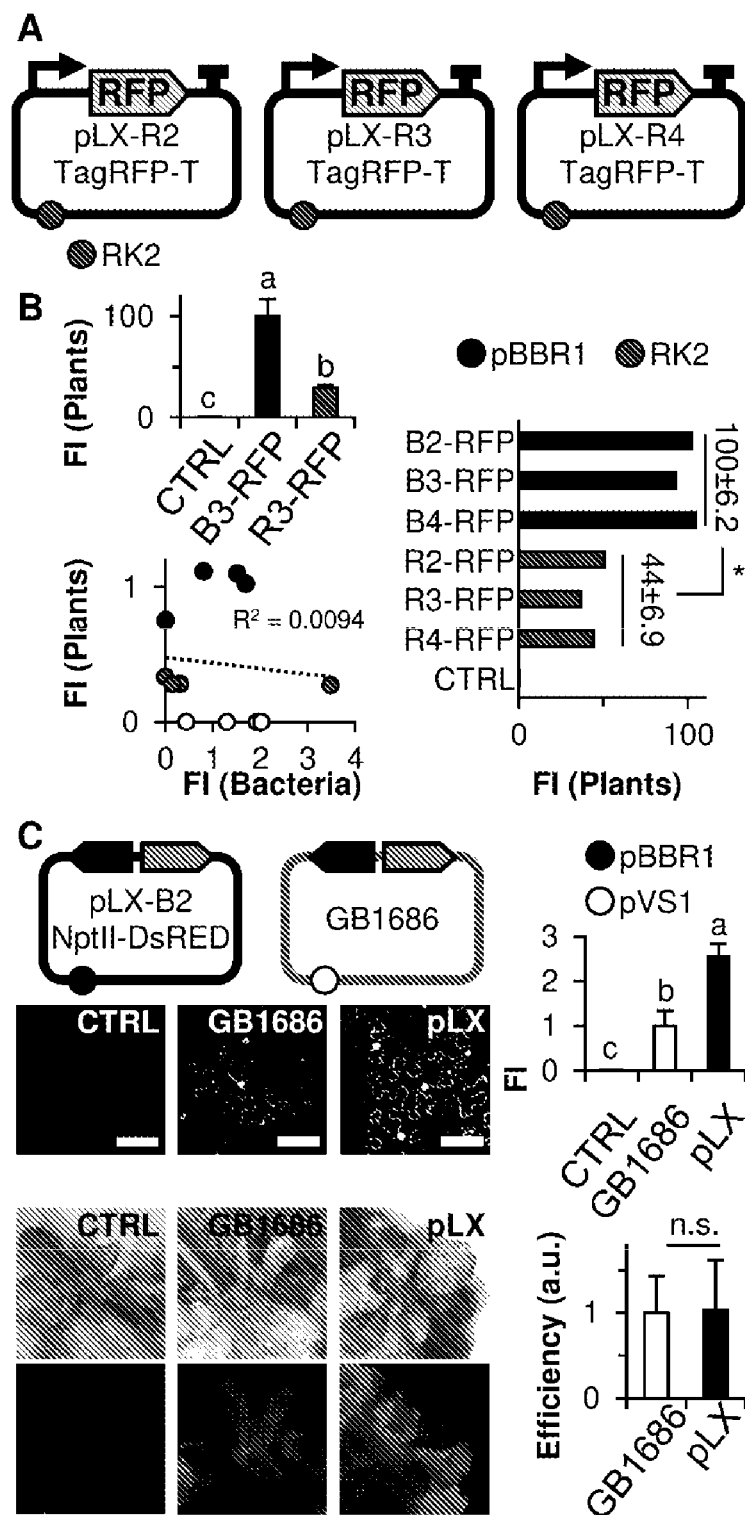 A
RFP RFP RFP
pLX-R2 pLX-R3 pLX-R4
TagRFP-T TagRFP-T TagRFP-T
RK2
B
FI (Plants)
100
0
a
b
c
CTRL
B3-RFP
R3-RFP
FI (Plants)
1
0
R² = 0.0094
0 1 2 3 4
FI (Bacteria)
pBBR1 RK2
B2-RFP
B3-RFP
B4-RFP
R2-RFP
R3-RFP
R4-RFP
CTRL
100±6.2
*
44±6.9
0 100
FI (Plants)
C
pLX-B2
NptII-DsRED
GB1686
pBBR1
pVS1
CTRL GB1686 pLX
FI
3
2
1
0
a
b
c
CTRL
GB1686
pLX
CTRL GB1686 pLX
Efficiency (a.u.)
n.s.
1
0
GB1686
pLX